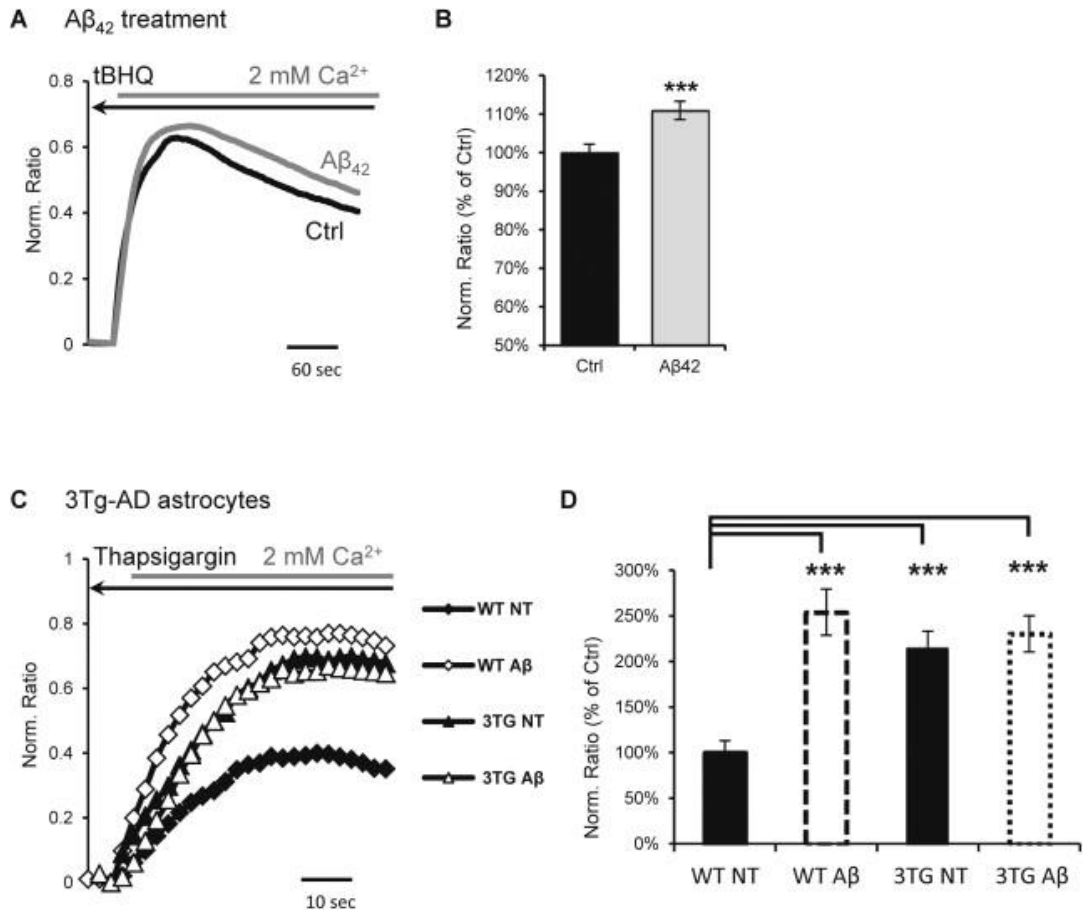 A Aβ42 treatment
tBHQ 2 mM Ca2+
0.8
0.6
0.4
0.2
0
Norm. Ratio
Aβ42
Ctrl
60 sec
B
120%
110%
100%
90%
80%
70%
60%
50%
Norm. Ratio (% of Ctrl)
***
Ctrl Aβ42
C 3Tg-AD astrocytes
Thapsigargin 2 mM Ca2+
1
0.8
0.6
0.4
0.2
0
Norm. Ratio
WT NT
WT Aβ
3TG NT
3TG Aβ
10 sec
D
300%
250%
200%
150%
100%
50%
0%
Norm. Ratio (% of Ctrl)
*** *** ***
WT NT WT Aβ 3TG NT 3TG Aβ